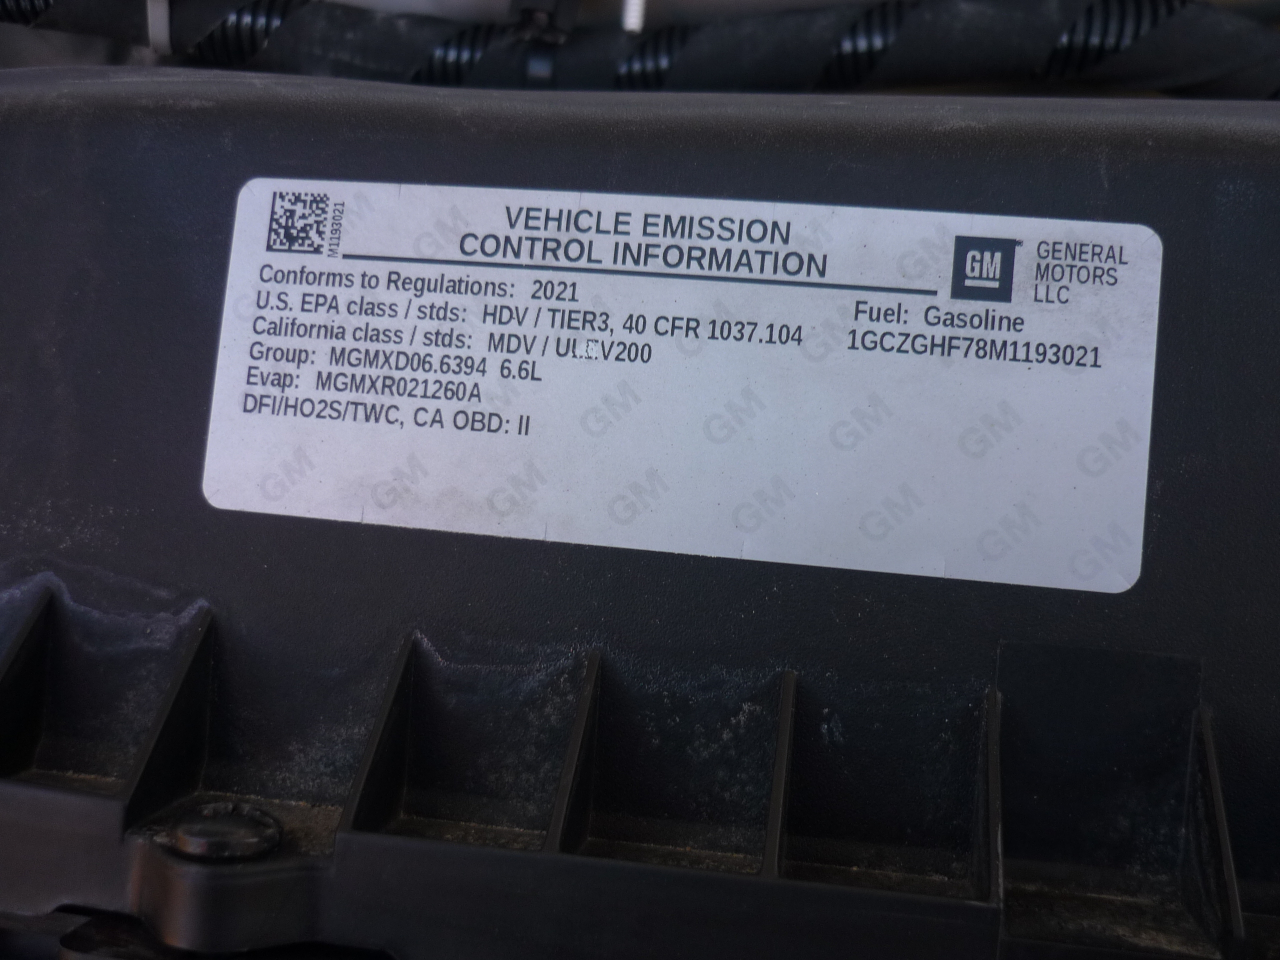 M1193021
VEHICLE EMISSION
CONTROL INFORMATION
GM
GENERAL
MOTORS
LLC
Conforms to Regulations: 2021
U.S. EPA class / stds: HDV / TIER3, 40 CFR 1037.104
California class / stds: MDV / ULEV200
Group: MGMXD06.6394 6.6L
Evap: MGMXR021260A
DFI/HO2S/TWC, CA OBD: II
Fuel: Gasoline
1GCZGHF78M1193021